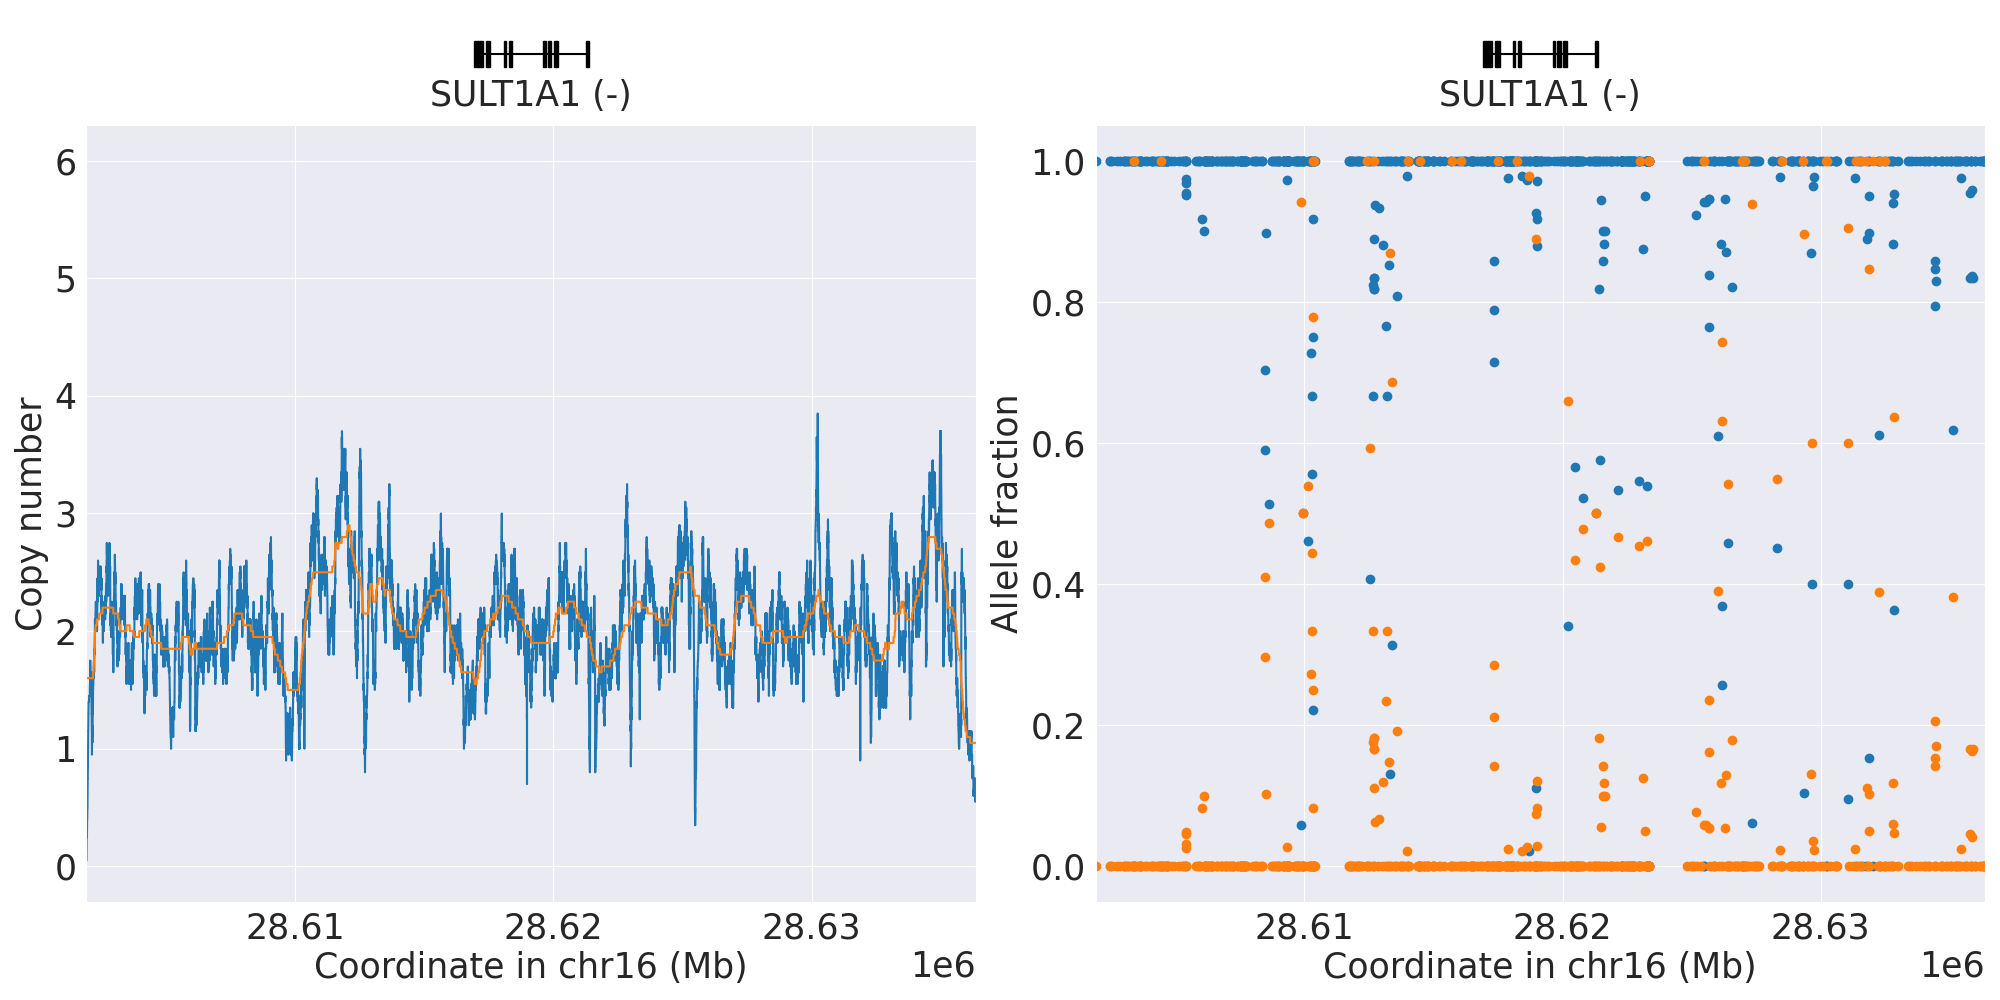 SULT1A1 (-)
Copy number
6
5
4
3
2
1
0
28.61 28.62 28.63
Coordinate in chr16 (Mb) 1e6
SULT1A1 (-)
Allele fraction
1.0
0.8
0.6
0.4
0.2
0.0
28.61 28.62 28.63
Coordinate in chr16 (Mb) 1e6